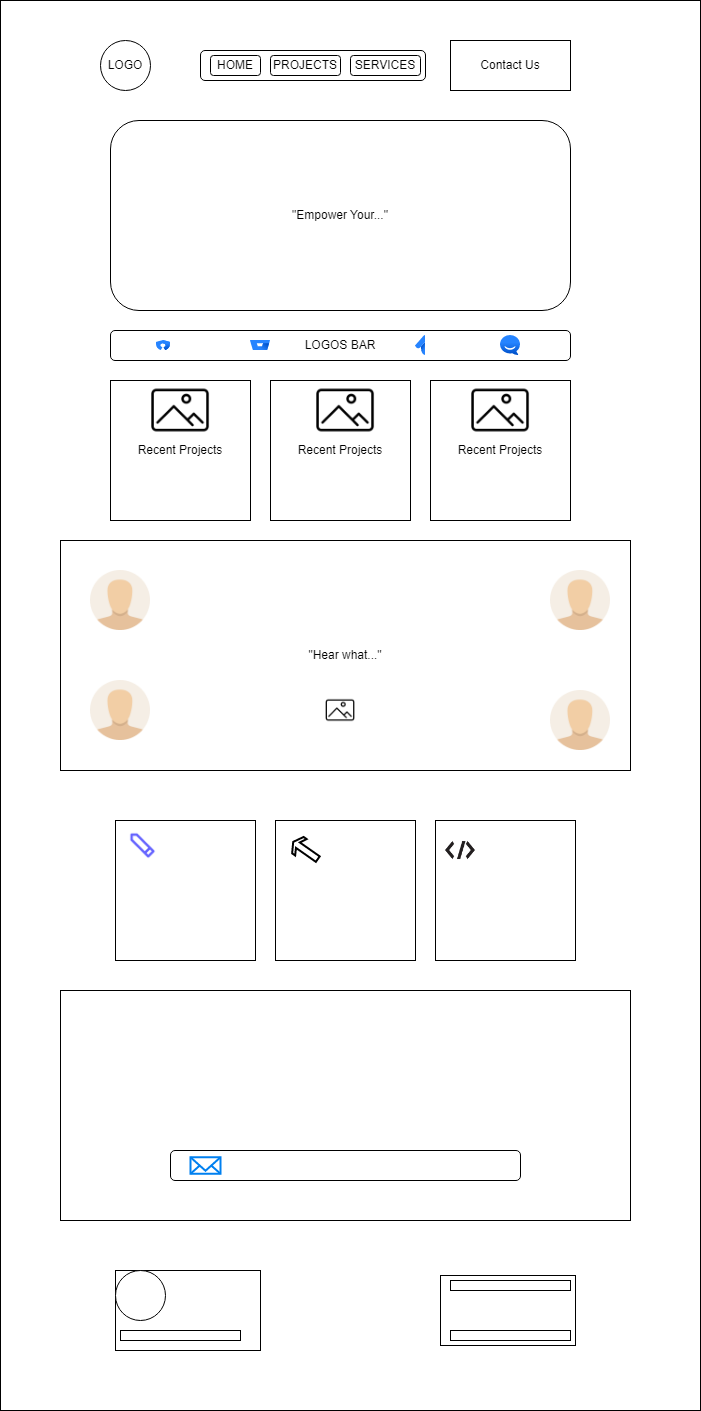 LOGO
HOME
PROJECTS
SERVICES
Contact Us
"Empower Your..."
LOGOS BAR
Recent Projects
Recent Projects
Recent Projects
"Hear what..."